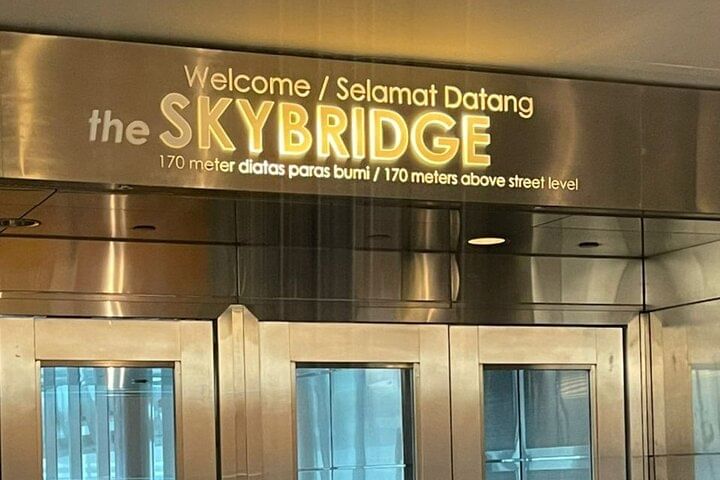 Welcome / Selamat Datang
the SKYBRIDGE
170 meter diatas paras bumi / 170 meters above street level